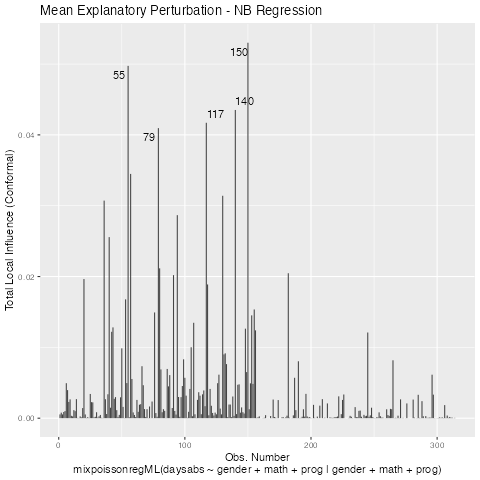 Mean Explanatory Perturbation - NB Regression
150
55
140
117
79
0.04
0.02
0.00
Total Local Influence (Conformal)
0 100 200 300
Obs. Number
mixpoissonregML(daysabs ~ gender + math + prog | gender + math + prog)